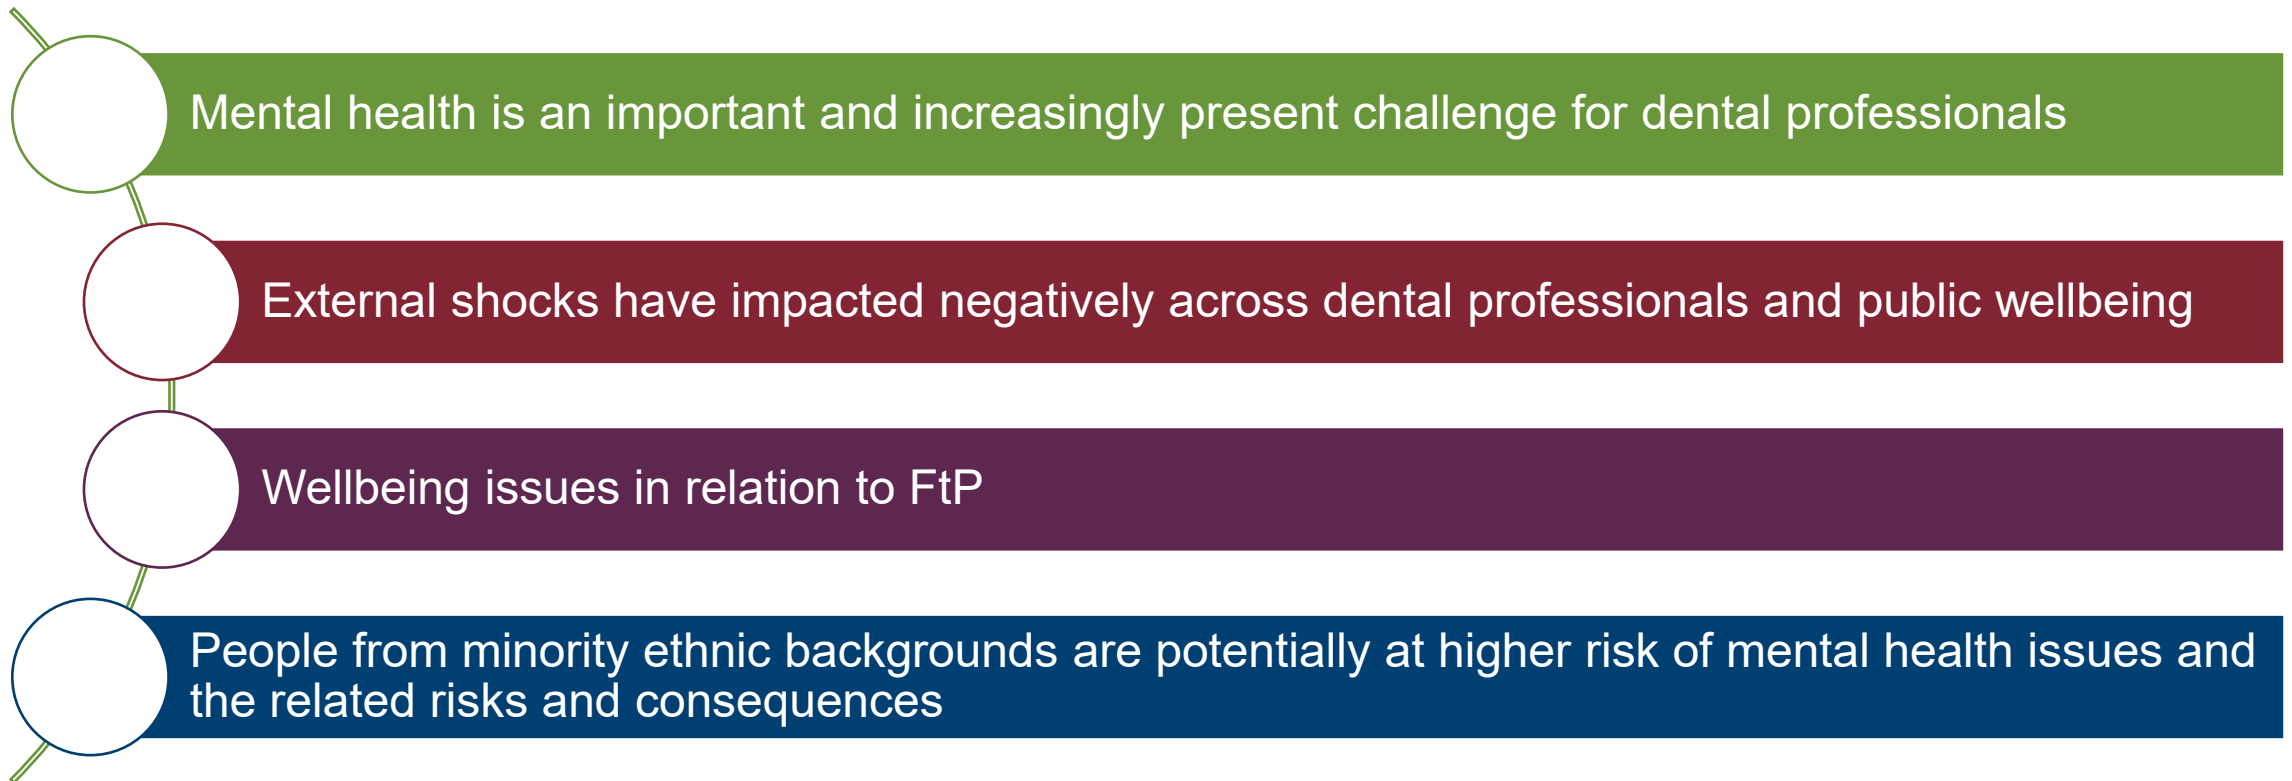 Mental health is an important and increasingly present challenge for dental professionals
External shocks have impacted negatively across dental professionals and public wellbeing
Wellbeing issues in relation to FtP
People from minority ethnic backgrounds are potentially at higher risk of mental health issues and
the related risks and consequences